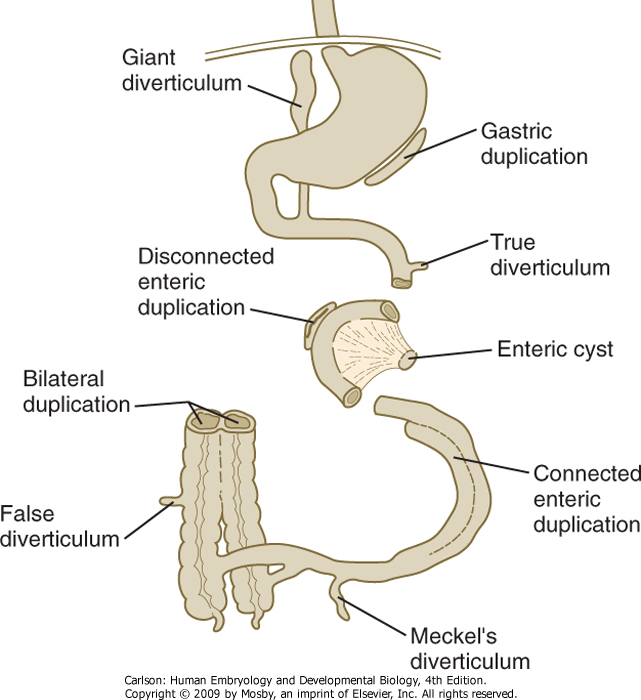 Giant
diverticulum
Gastric
duplication
True
diverticulum
Disconnected
enteric
duplication
Enteric cyst
Bilateral
duplication
Connected
enteric
duplication
False
diverticulum
Meckel's
diverticulum
Carlson: Human Embryology and Developmental Biology, 4th Edition.
Copyright © 2009 by Mosby, an imprint of Elsevier, Inc. All rights reserved.